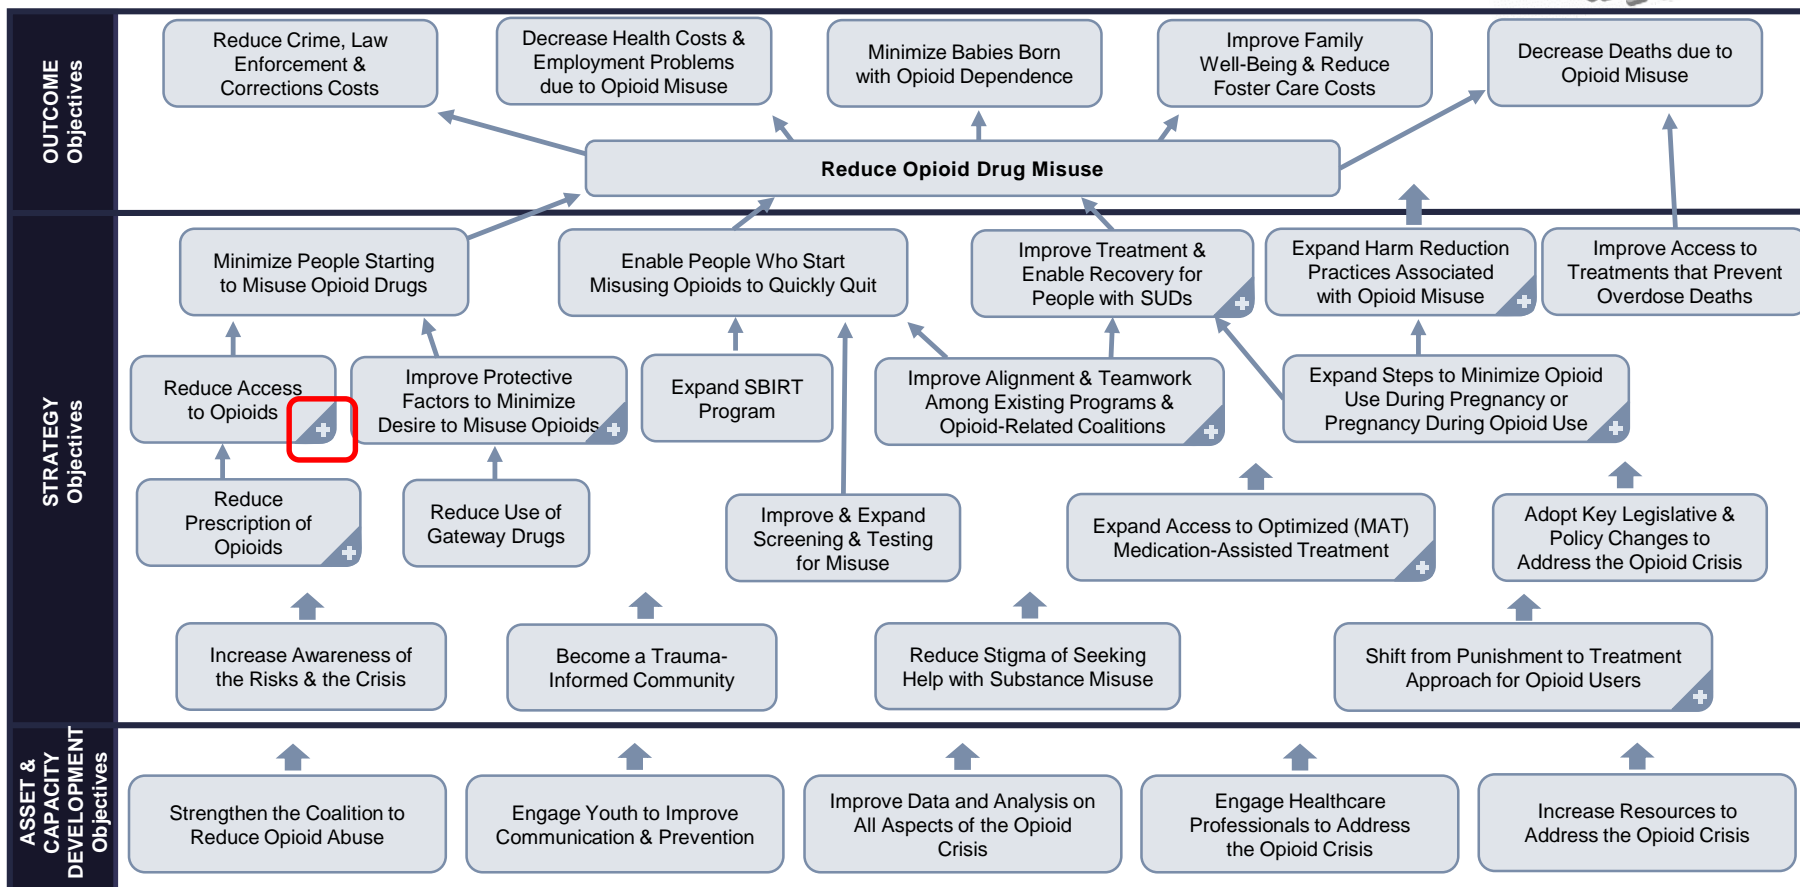 OUTCOME
Objectives
Reduce Crime, Law
Enforcement &
Corrections Costs
Decrease Health Costs &
Employment Problems
due to Opioid Misuse
Minimize Babies Born
with Opioid Dependence
Improve Family
Well-Being & Reduce
Foster Care Costs
Decrease Deaths due to
Opioid Misuse
Reduce Opioid Drug Misuse
STRATEGY
Objectives
Minimize People Starting
to Misuse Opioid Drugs
Enable People Who Start
Misusing Opioids to Quickly Quit
Improve Treatment &
Enable Recovery for
People with SUDs
Expand Harm Reduction
Practices Associated
with Opioid Misuse
Improve Access to
Treatments that Prevent
Overdose Deaths
Reduce Access
to Opioids
Improve Protective
Factors to Minimize
Desire to Misuse Opioids
Expand SBIRT
Program
Improve Alignment & Teamwork
Among Existing Programs &
Opioid-Related Coalitions
Expand Steps to Minimize Opioid
Use During Pregnancy or
Pregnancy During Opioid Use
Reduce
Prescription of
Opioids
Reduce Use of
Gateway Drugs
Improve & Expand
Screening & Testing
for Misuse
Expand Access to Optimized (MAT)
Medication-Assisted Treatment
Adopt Key Legislative &
Policy Changes to
Address the Opioid Crisis
Increase Awareness of
the Risks & the Crisis
Become a Trauma-
Informed Community
Reduce Stigma of Seeking
Help with Substance Misuse
Shift from Punishment to Treatment
Approach for Opioid Users
ASSET &
CAPACITY
DEVELOPMENT
Objectives
Strengthen the Coalition to
Reduce Opioid Abuse
Engage Youth to Improve
Communication & Prevention
Improve Data and Analysis on
All Aspects of the Opioid
Crisis
Engage Healthcare
Professionals to Address
the Opioid Crisis
Increase Resources to
Address the Opioid Crisis